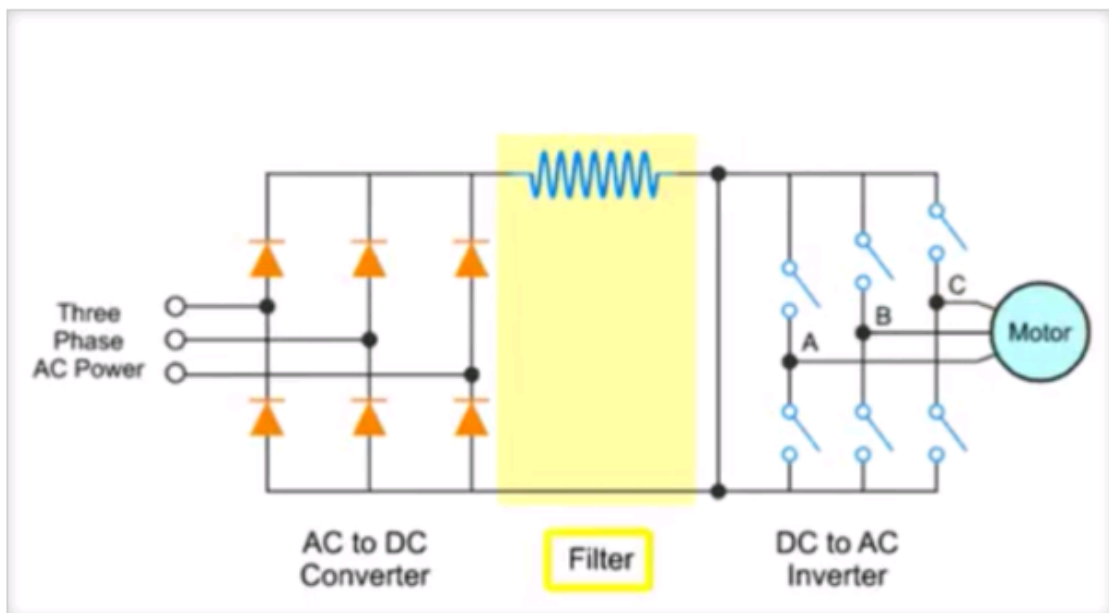 Three
Phase
AC Power
A
B
C
Motor
AC to DC
Converter
Filter
DC to AC
Inverter